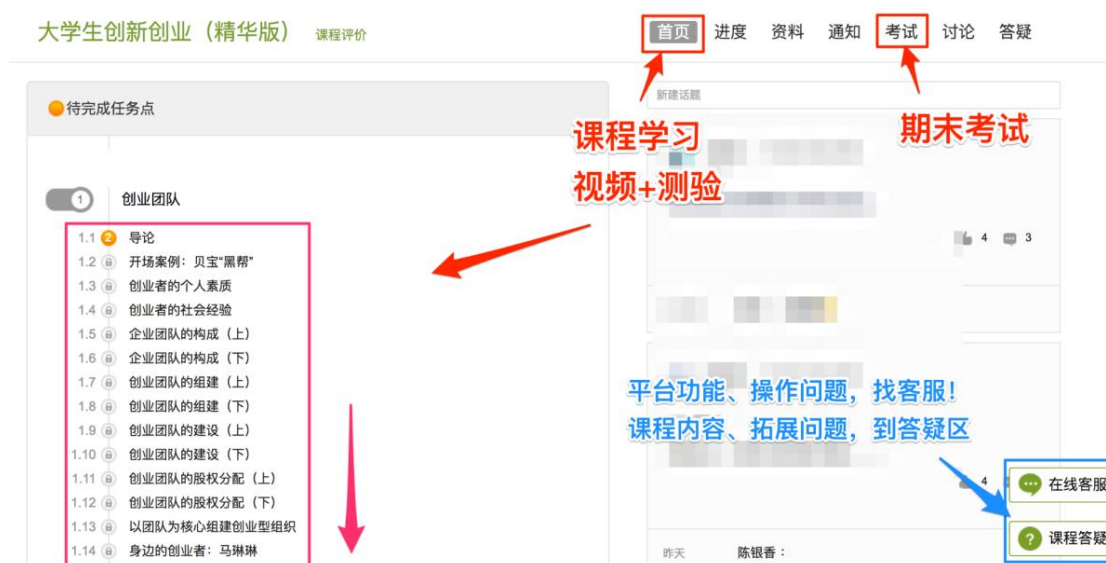 大学生创新创业（精华版） 课程评价
首页 进度 资料 通知 考试 讨论 答疑
待完成任务点
1 创业团队
1.1 2 导论
1.2 开场案例：贝宝“黑帮”
1.3 创业者的个人素质
1.4 创业者的社会经验
1.5 企业团队的构成（上）
1.6 企业团队的构成（下）
1.7 创业团队的组建（上）
1.8 创业团队的组建（下）
1.9 创业团队的建设（上）
1.10 创业团队的建设（下）
1.11 创业团队的股权分配（上）
1.12 创业团队的股权分配（下）
1.13 以团队为核心组建创业型组织
1.14 身边的创业者：马琳琳
新建话题
课程学习
视频+测验
期末考试
4 3
平台功能、操作问题，找客服！
课程内容、拓展问题，到答疑区
4
在线客服
? 课程答疑
昨天 陈银香：